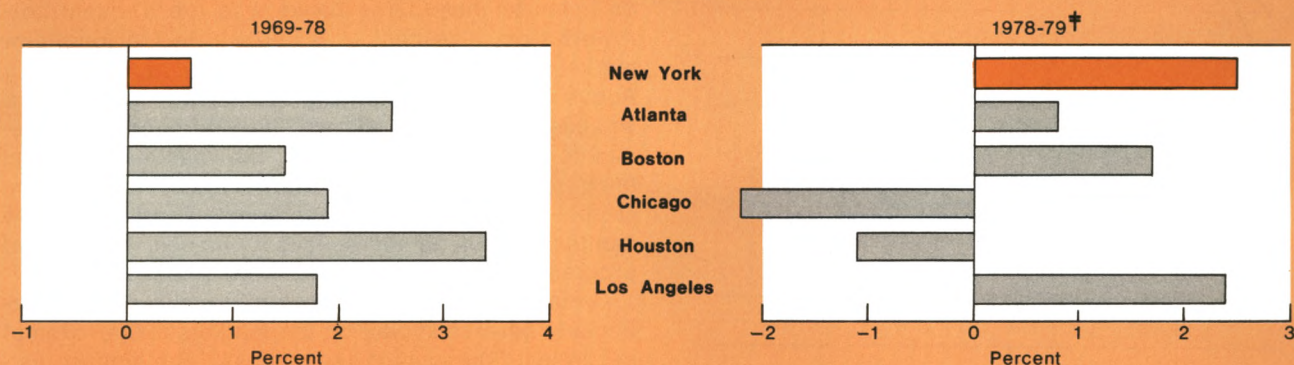 1969-78
1978-79‡
New York
Atlanta
Boston
Chicago
Houston
Los Angeles
−1 0 1 2 3 4
Percent
−2 −1 0 1 2 3
Percent